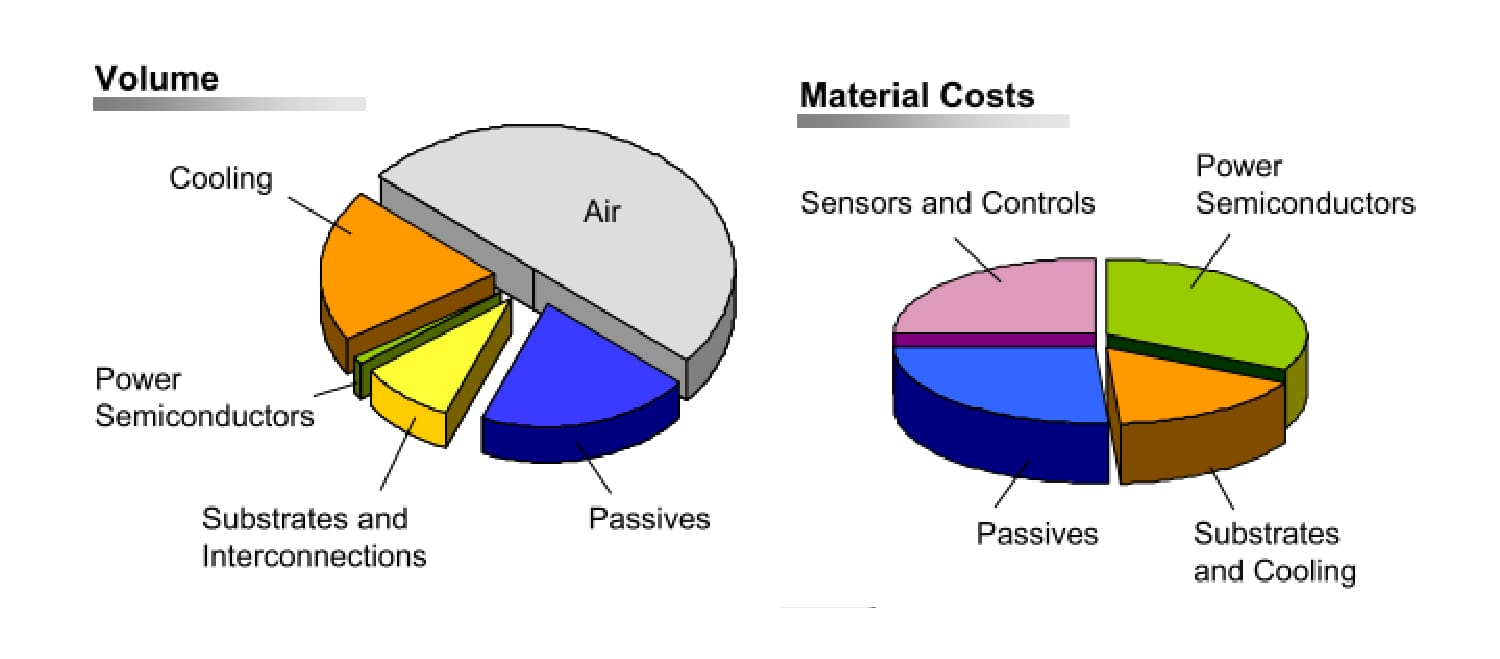 Volume
Cooling
Air
Power
Semiconductors
Substrates and
Interconnections
Passives
Material Costs
Sensors and Controls
Power
Semiconductors
Passives
Substrates
and Cooling